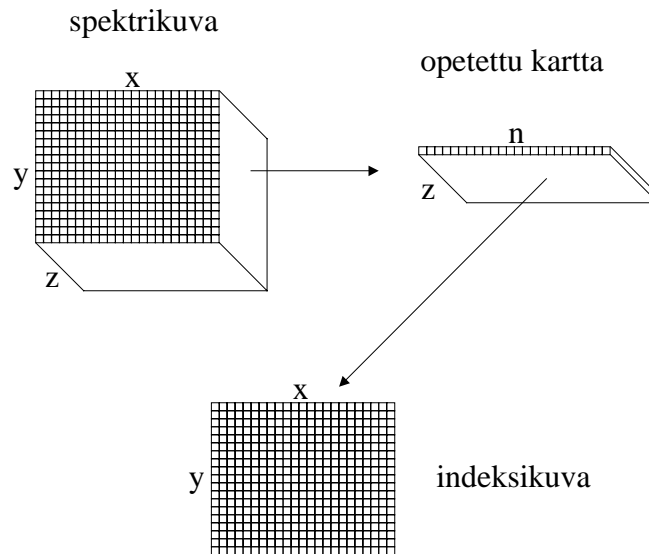 spektrikuva
opetettu kartta
x
n
y
z
z
x
y
indeksikuva